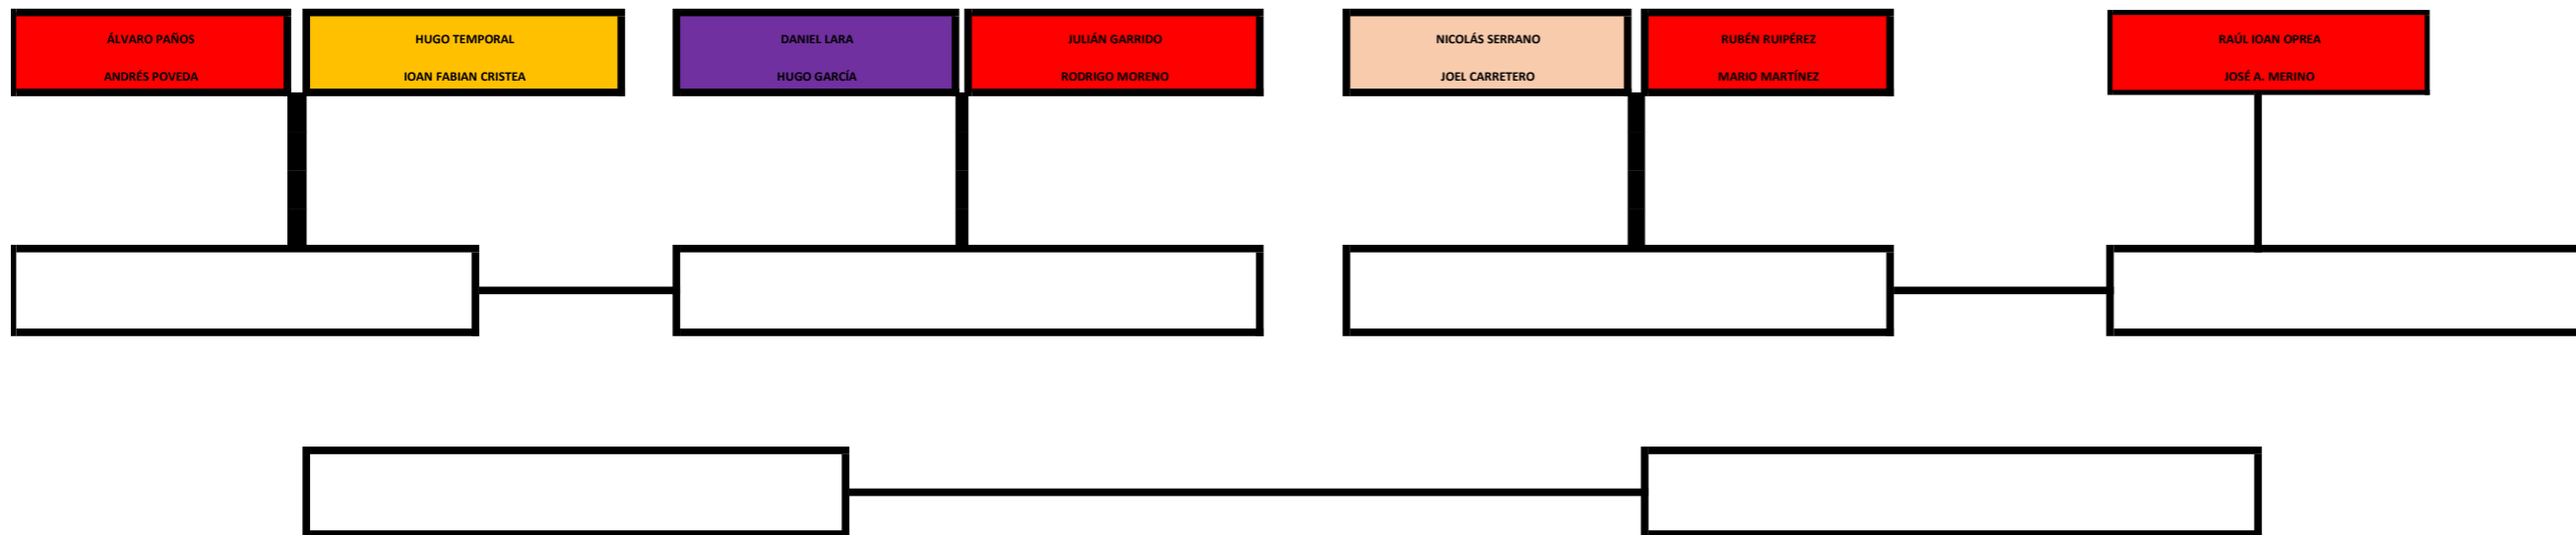 ÁLVARO PAÑOS
ANDRÉS POVEDA
HUGO TEMPORAL
IOAN FABIAN CRISTEA
DANIEL LARA
HUGO GARCÍA
JULIÁN GARRIDO
RODRIGO MORENO
NICOLÁS SERRANO
JOEL CARRETERO
RUBÉN RUIPÉREZ
MARIO MARTÍNEZ
RAÚL IOAN OPREA
JOSÉ A. MERINO